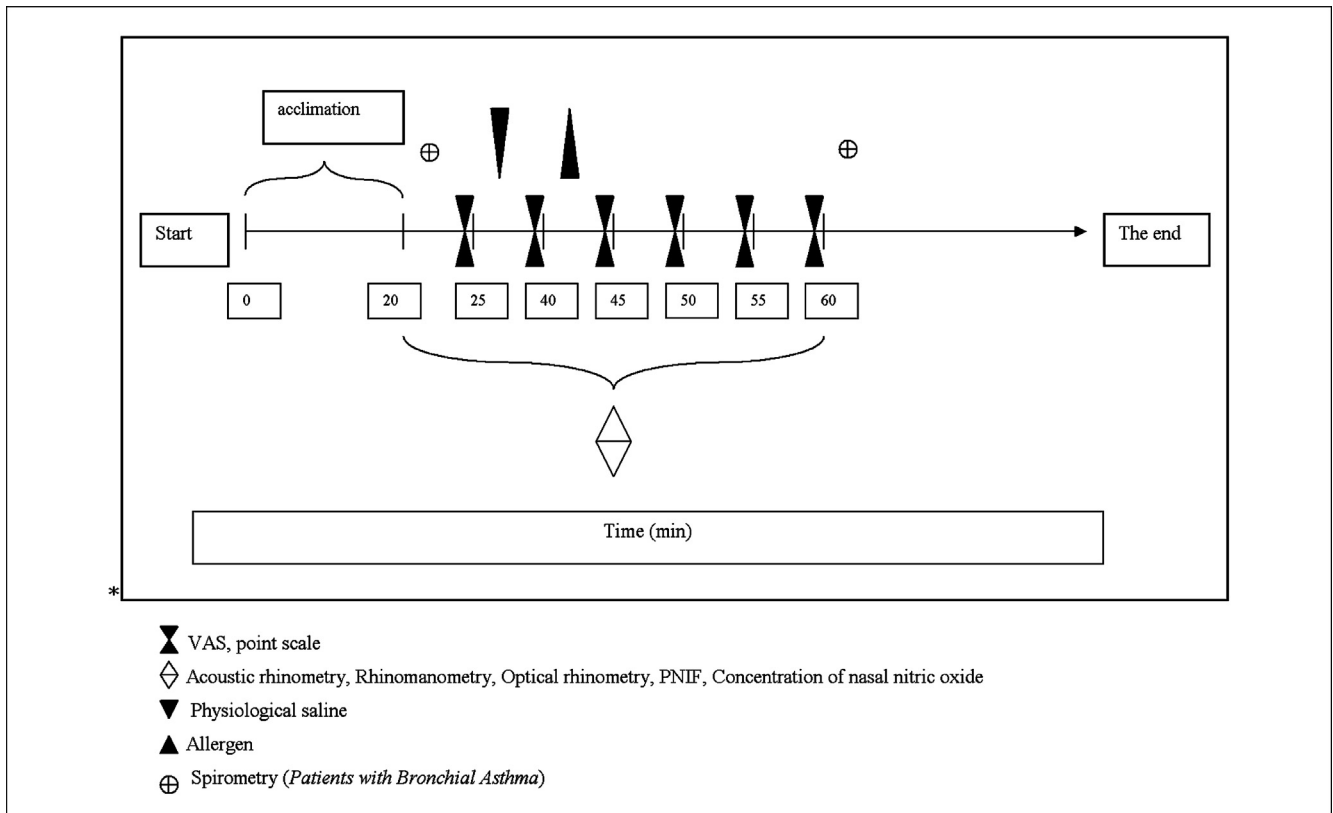 acclimation
Start
The end
0
20
25
40
45
50
55
60
Time (min)
*
VAS, point scale
Acoustic rhinometry, Rhinomanometry, Optical rhinometry, PNIF, Concentration of nasal nitric oxide
Physiological saline
Allergen
Spirometry (Patients with Bronchial Asthma)